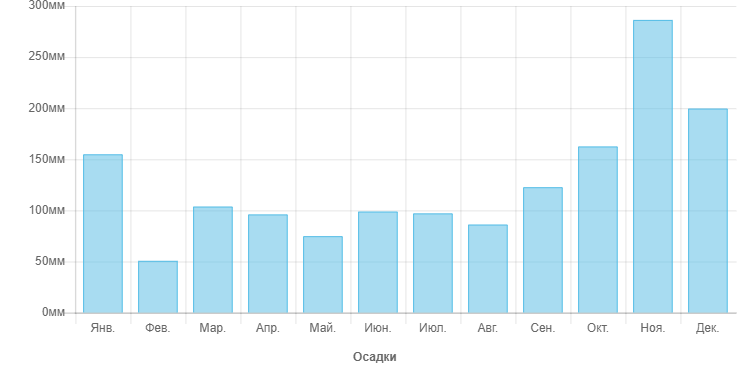 300мм
250мм
200мм
150мм
100мм
50мм
0мм
Янв. Фев. Мар. Апр. Май. Июн. Июл. Авг. Сен. Окт. Ноя. Дек.
Осадки